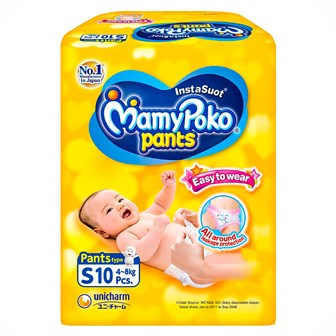 InstaSuot
No.1
MamyPoko
pants
Easy to wear
All around
leakage protection
Pants type
S10
4~8kg
Pcs.
unicharm
ユニ・チャーム
S 10